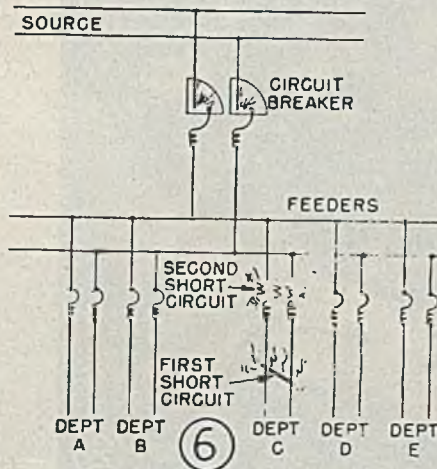 SOURCE
CIRCUIT
BREAKER
FEEDERS
SECOND
SHORT
CIRCUIT
FIRST
SHORT
CIRCUIT
DEPT
A
DEPT
B
6
DEPT
C
DEPT
D
DEPT
E